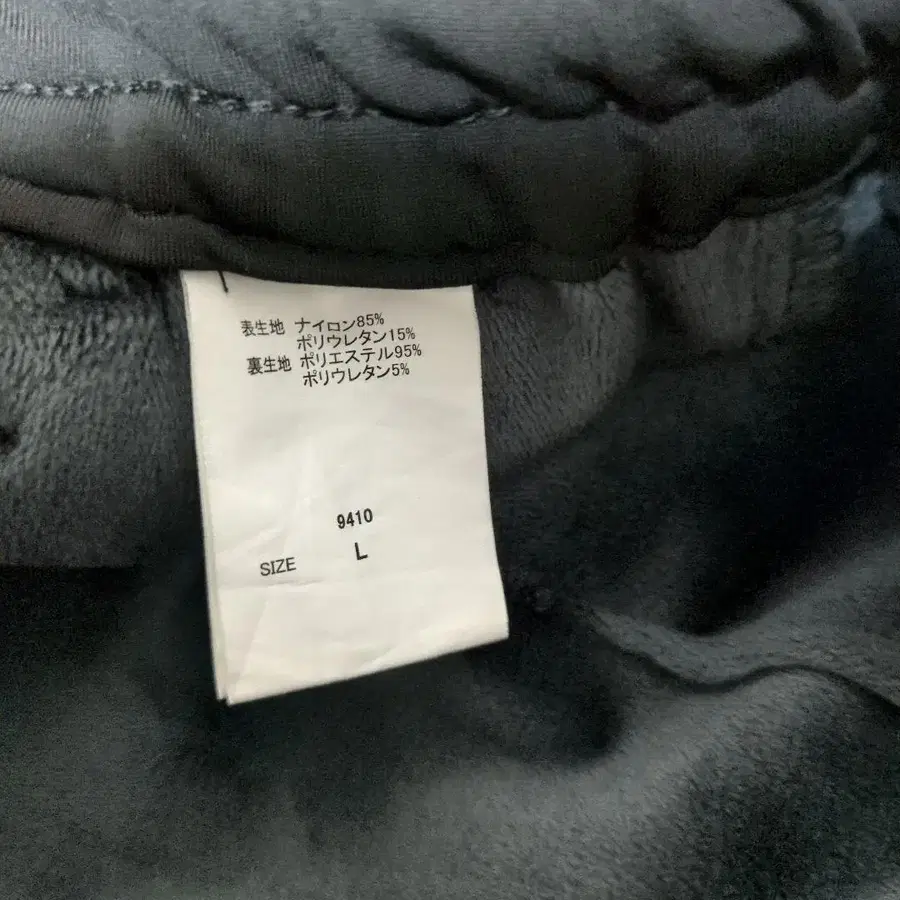 表生地 ナイロン85%
ポリウレタン15%
裏生地 ポリエステル95%
ポリウレタン5%
9410
SIZE L